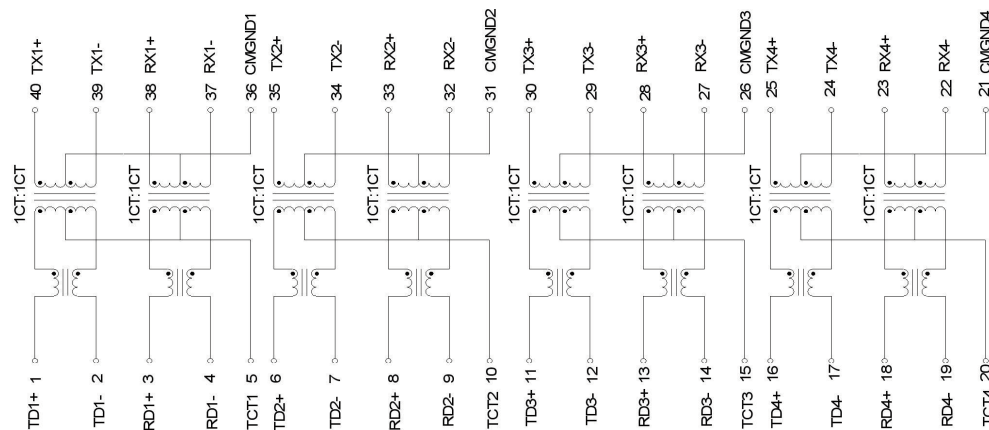 40 TX1+
39 TX1-
38 RX1+
37 RX1-
36 CMGND1
35 TX2+
34 TX2-
33 RX2+
32 RX2-
31 CMGND2
30 TX3+
29 TX3-
28 RX3+
27 RX3-
26 CMGND3
25 TX4+
24 TX4-
23 RX4+
22 RX4-
21 CMGND4
1CT:1CT
1CT:1CT
1CT:1CT
1CT:1CT
1CT:1CT
1CT:1CT
1CT:1CT
1CT:1CT
TD1+ 1
TD1- 2
RD1+ 3
RD1- 4
TCT1 5
TD2+ 6
TD2- 7
RD2+ 8
RD2- 9
TCT2 10
TD3+ 11
TD3- 12
RD3+ 13
RD3- 14
TCT3 15
TD4+ 16
TD4- 17
RD4+ 18
RD4- 19
TCT4 20